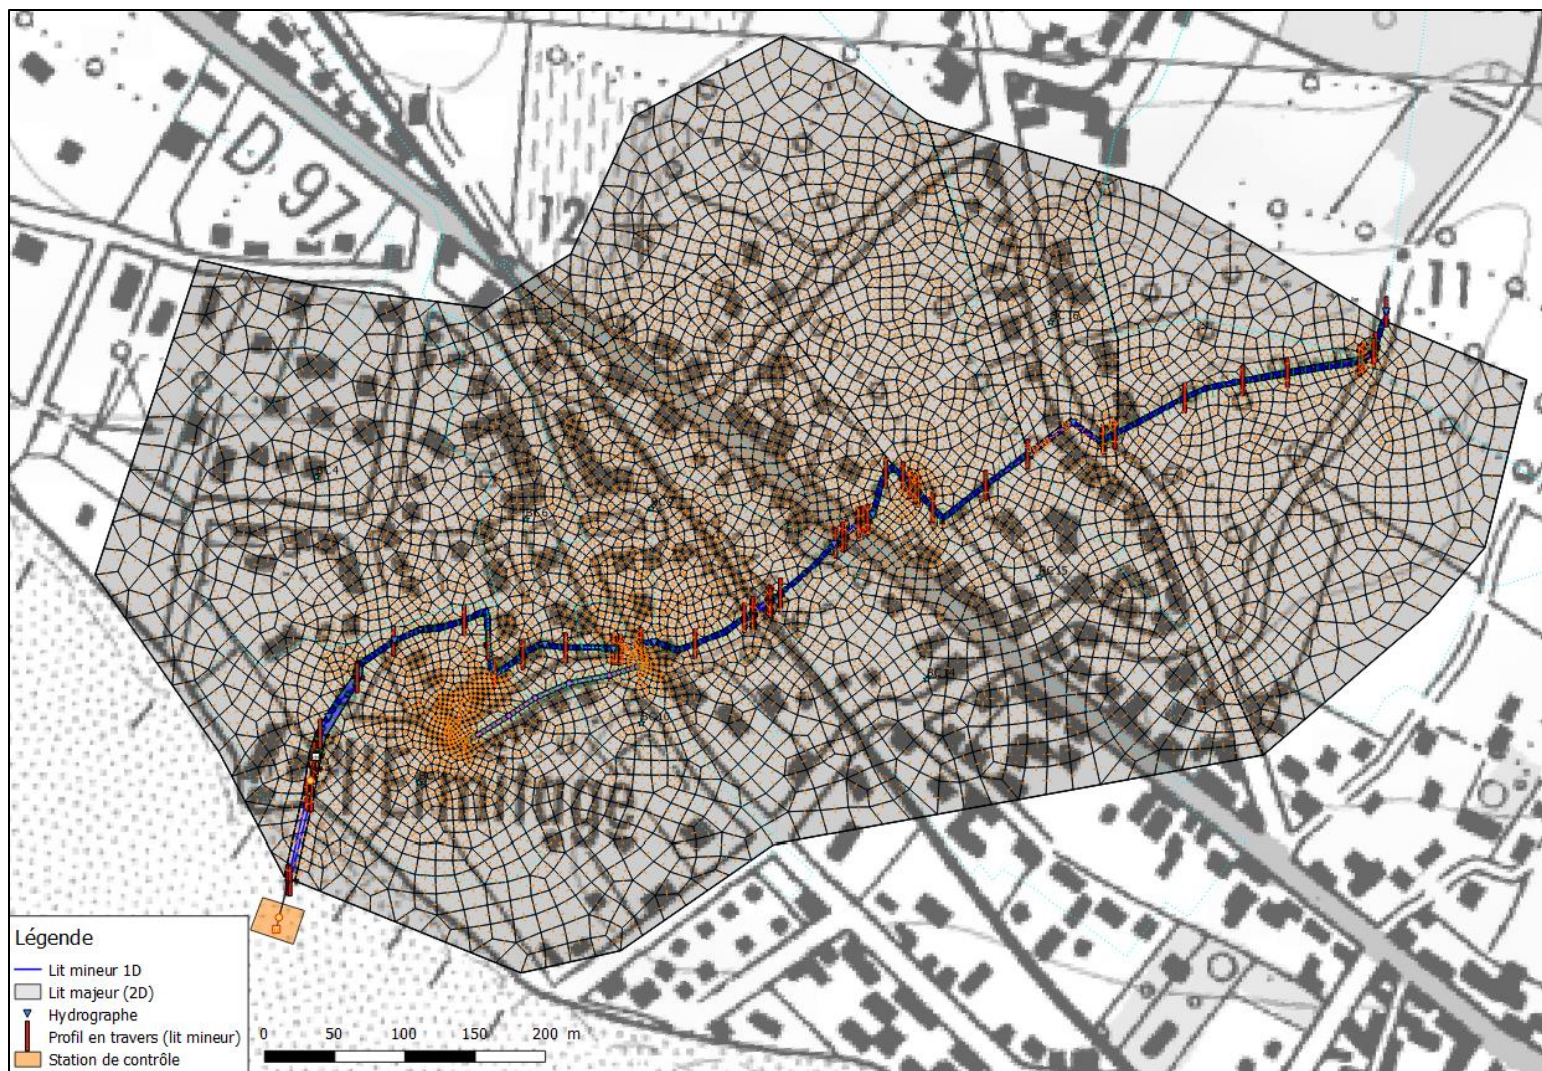 D 97
12
11
Légende
Lit mineur 1D
Lit majeur (2D)
Hydrographe
Profil en travers (lit mineur)
Station de contrôle
0 50 100 150 200 m